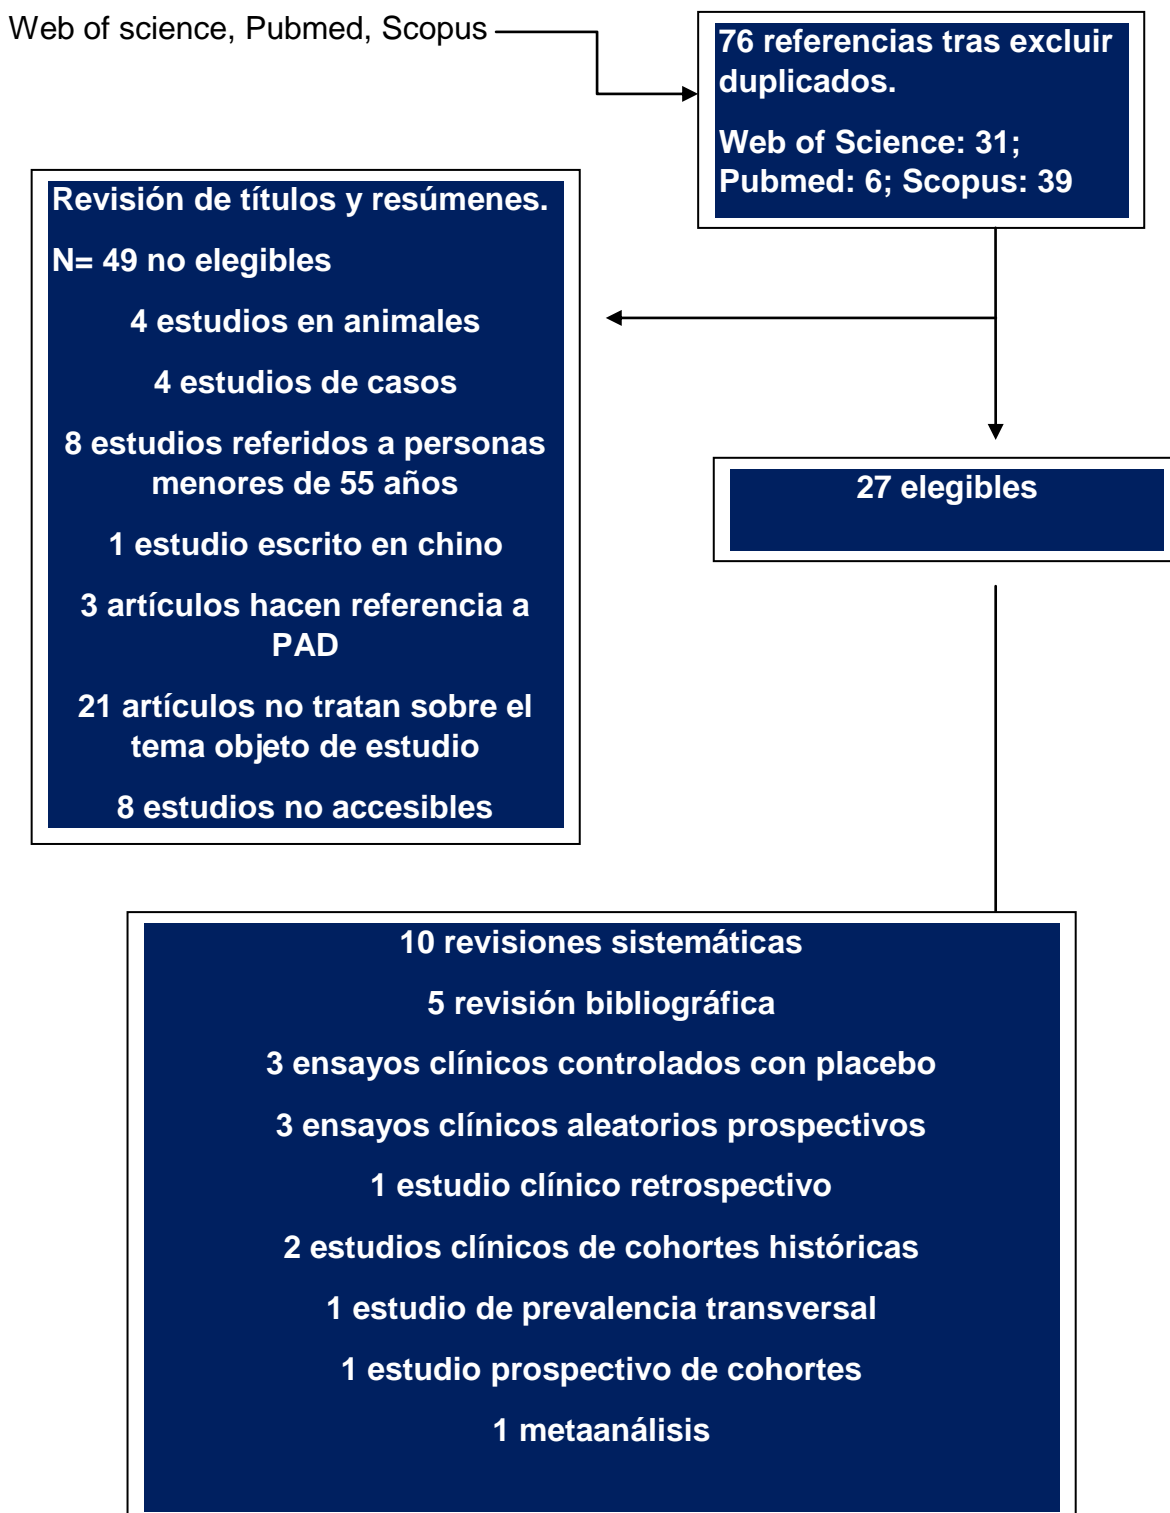 Web of science, Pubmed, Scopus
76 referencias tras excluir
duplicados.
Web of Science: 31;
Pubmed: 6; Scopus: 39
Revisión de títulos y resúmenes.
N= 49 no elegibles
4 estudios en animales
4 estudios de casos
8 estudios referidos a personas
menores de 55 años
1 estudio escrito en chino
3 artículos hacen referencia a
PAD
21 artículos no tratan sobre el
tema objeto de estudio
8 estudios no accesibles
27 elegibles
10 revisiones sistemáticas
5 revisión bibliográfica
3 ensayos clínicos controlados con placebo
3 ensayos clínicos aleatorios prospectivos
1 estudio clínico retrospectivo
2 estudios clínicos de cohortes históricas
1 estudio de prevalencia transversal
1 estudio prospectivo de cohortes
1 metaanálisis